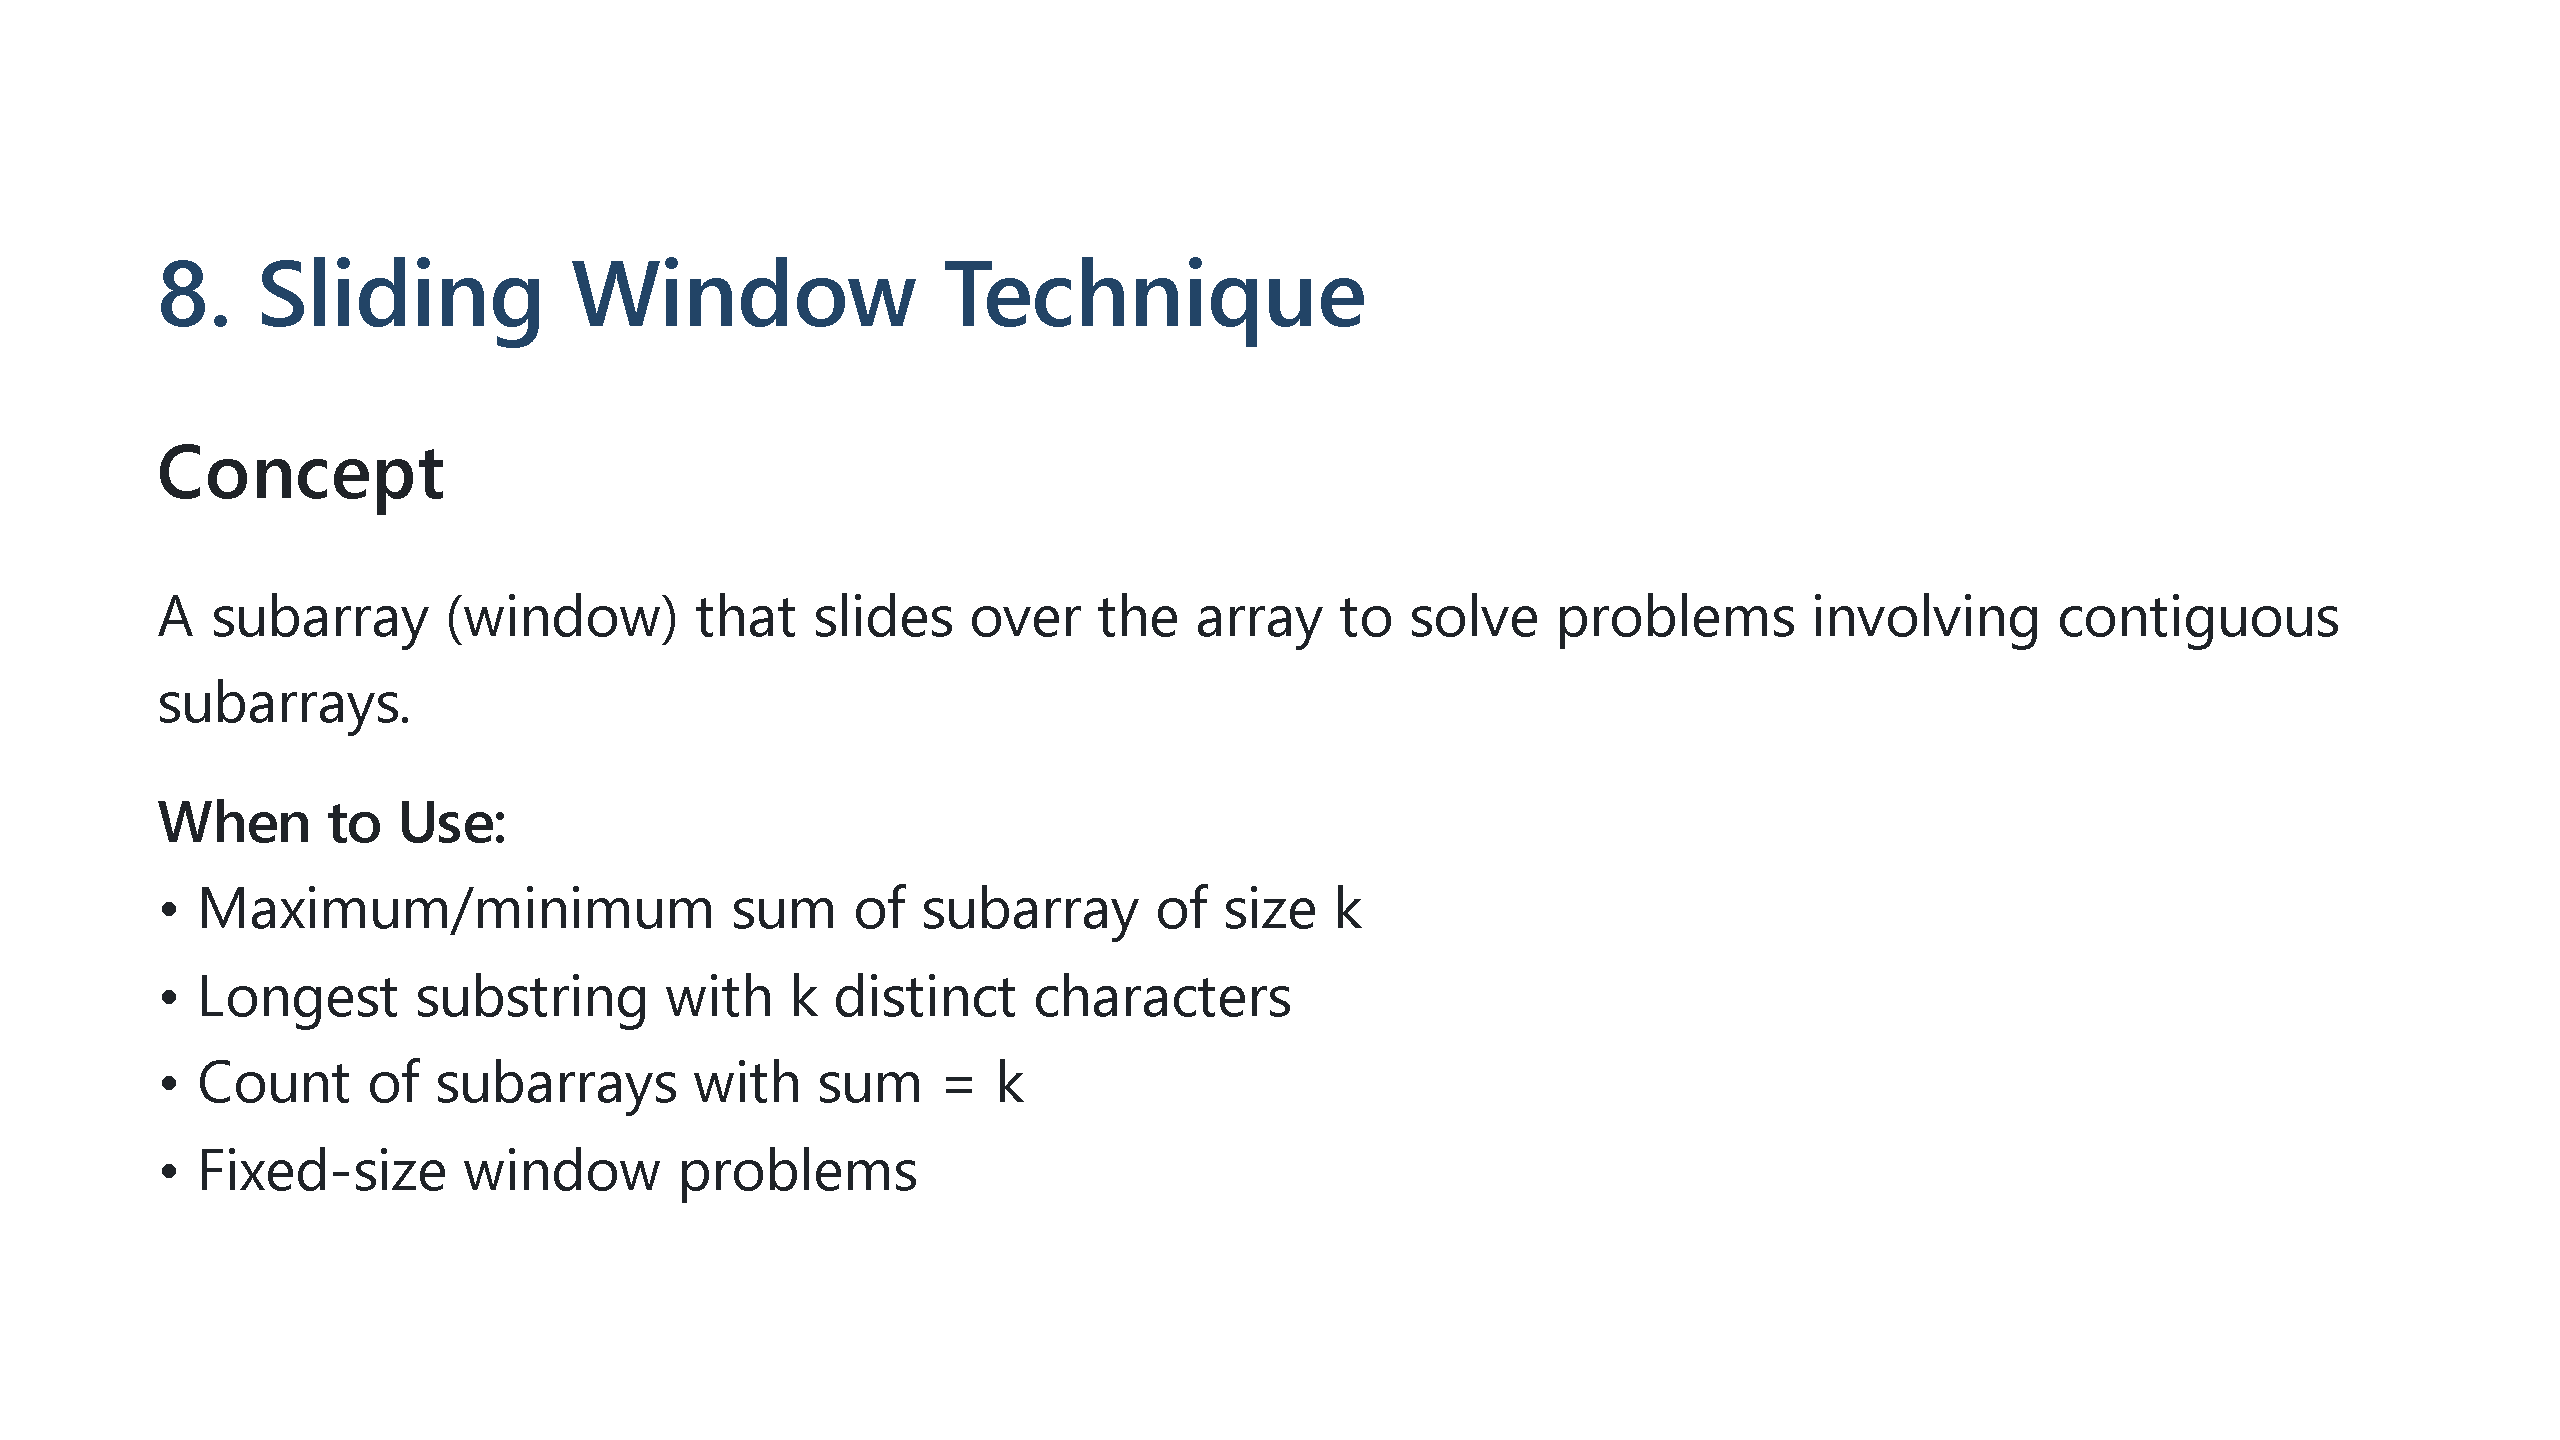 8. Sliding Window Technique
Concept
A subarray (window) that slides over the array to solve problems involving contiguous
subarrays.
When to Use:
• Maximum/minimum sum of subarray of size k
• Longest substring with k distinct characters
• Count of subarrays with sum = k
• Fixed-size window problems